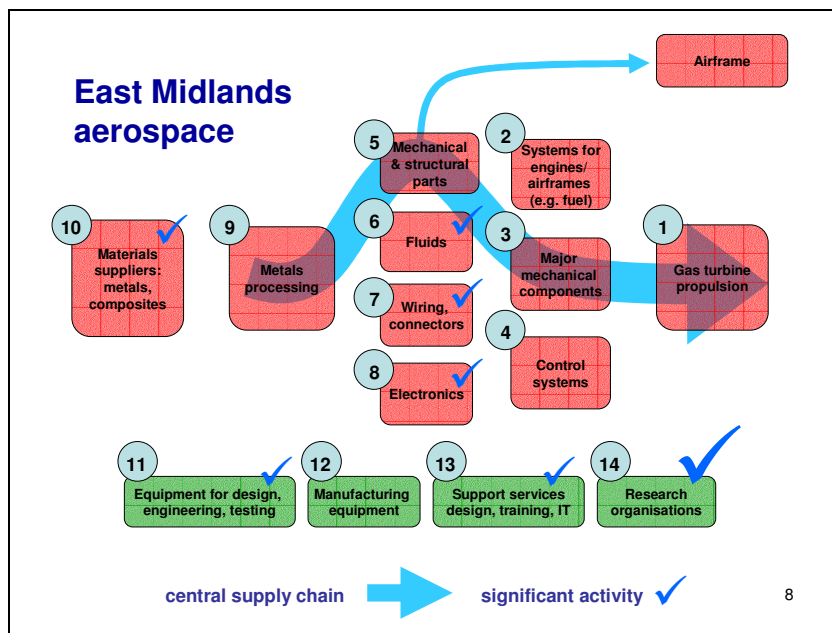 East Midlands
aerospace
Airframe
5
Mechanical
& structural
parts
2
Systems for
engines/
airframes
(e.g. fuel)
10
Materials
suppliers:
metals,
composites
9
Metals
processing
6
Fluids
3
Major
mechanical
components
1
Gas turbine
propulsion
7
Wiring,
connectors
4
Control
systems
8
Electronics
11
Equipment for design,
engineering, testing
12
Manufacturing
equipment
13
Support services
design, training, IT
14
Research
organisations
central supply chain
significant activity
8